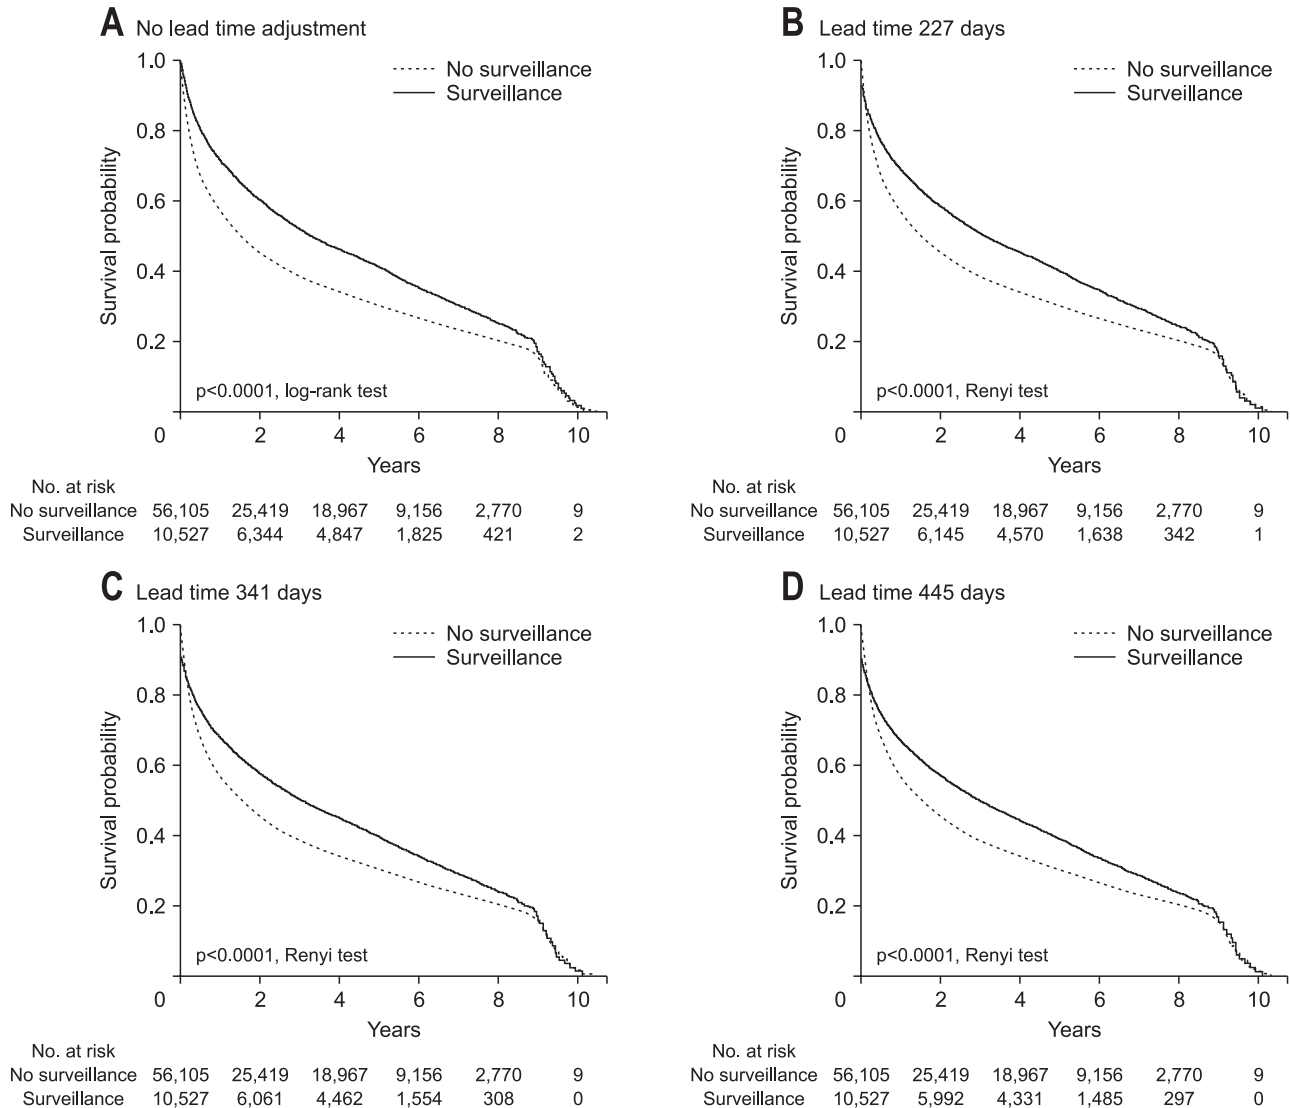 A No lead time adjustment
No surveillance
Surveillance
1.0
0.8
0.6
0.4
0.2
Survival probability
p<0.0001, log-rank test
0 2 4 6 8 10
Years
No. at risk
No surveillance 56,105 25,419 18,967 9,156 2,770 9
Surveillance 10,527 6,344 4,847 1,825 421 2
B Lead time 227 days
No surveillance
Surveillance
1.0
0.8
0.6
0.4
0.2
Survival probability
p<0.0001, Renyi test
0 2 4 6 8 10
Years
No. at risk
No surveillance 56,105 25,419 18,967 9,156 2,770 9
Surveillance 10,527 6,145 4,570 1,638 342 1
C Lead time 341 days
No surveillance
Surveillance
1.0
0.8
0.6
0.4
0.2
Survival probability
p<0.0001, Renyi test
0 2 4 6 8 10
Years
No. at risk
No surveillance 56,105 25,419 18,967 9,156 2,770 9
Surveillance 10,527 6,061 4,462 1,554 308 0
D Lead time 445 days
No surveillance
Surveillance
1.0
0.8
0.6
0.4
0.2
Survival probability
p<0.0001, Renyi test
0 2 4 6 8 10
Years
No. at risk
No surveillance 56,105 25,419 18,967 9,156 2,770 9
Surveillance 10,527 5,992 4,331 1,485 297 0